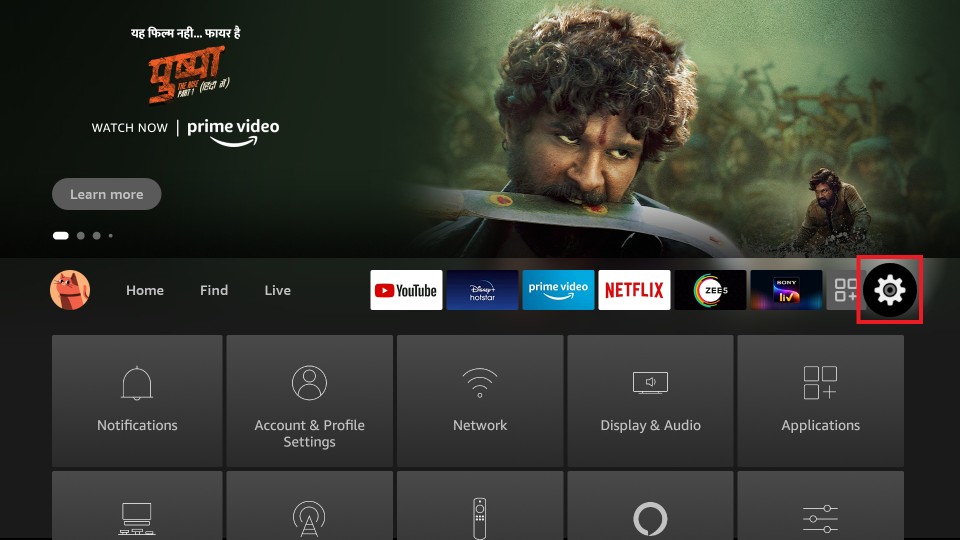 यह फिल्म नही... फायर है
पुष्पा
THE RISE
PART-1 (हिंदी में)
WATCH NOW | prime video
Learn more
Home Find Live YouTube Disney+ hotstar prime video NETFLIX ZEE5 SONY liv
Notifications
Account & Profile Settings
Network
Display & Audio
Applications